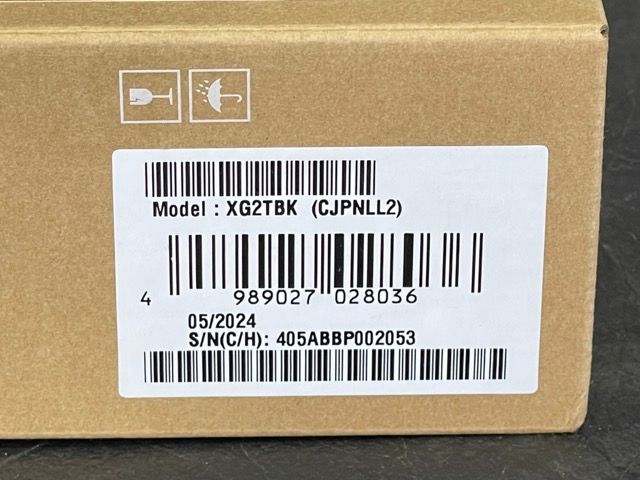 Model : XG2TBK (CJPNLL2)
4 989027 028036
05/2024
S/N(C/H): 405ABBP002053